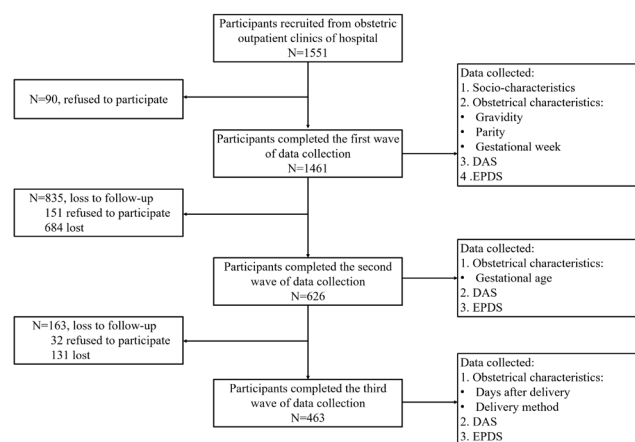 Participants recruited from obstetric
outpatient clinics of hospital
N=1551
N=90, refused to participate
Participants completed the first wave
of data collection
N=1461
Data collected:
1. Socio-characteristics
2. Obstetrical characteristics:
• Gravidity
• Parity
• Gestational week
3. DAS
4 .EPDS
N=835, loss to follow-up
151 refused to participate
684 lost
Participants completed the second
wave of data collection
N=626
Data collected:
1. Obstetrical characteristics:
• Gestational age
2. DAS
3. EPDS
N=163, loss to follow-up
32 refused to participate
131 lost
Participants completed the third
wave of data collection
N=463
Data collected:
1. Obstetrical characteristics:
• Days after delivery
• Delivery method
2. DAS
3. EPDS